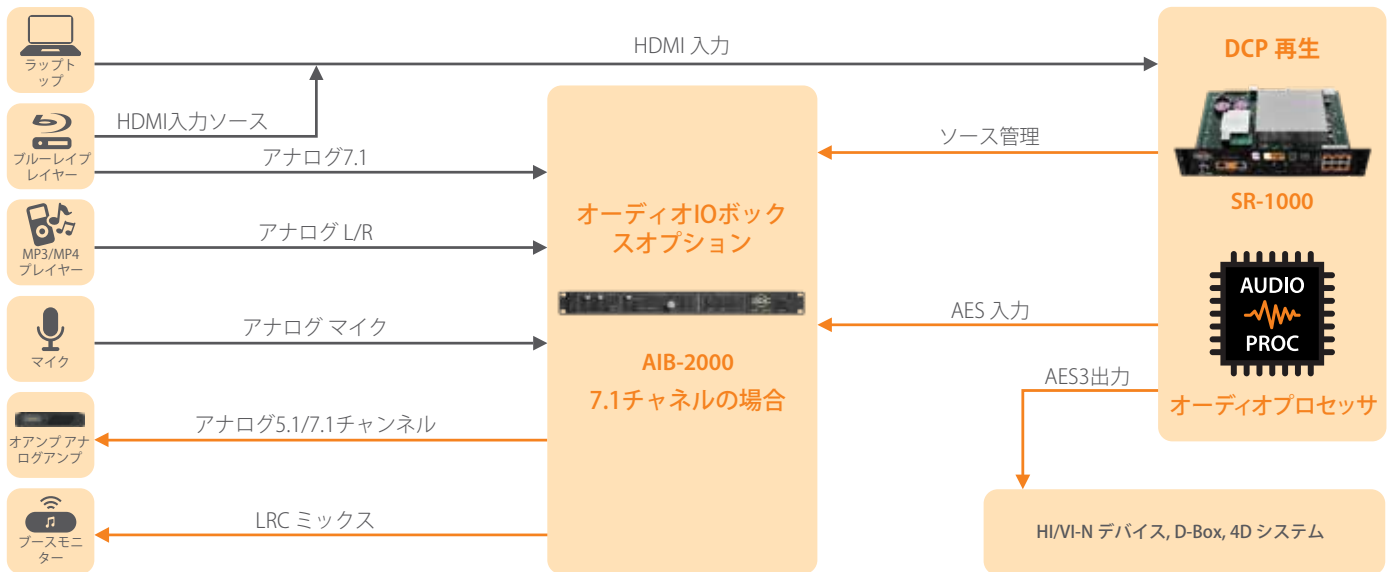 ラップト
ップ
HDMI 入力
DCP 再生
HDMI入力ソース
ブルーレイプ
レイヤー
アナログ7.1
ソース管理
SR-1000
MP3/MP4
プレイヤー
アナログ L/R
オーディオIOボック
スオプション
マイク
アナログ マイク
AES 入力
AUDIO
PROC
AIB-2000
7.1チャネルの場合
AES3出力
オーディオプロセッサ
オアンプ アナ
ログアンプ
アナログ5.1/7.1チャンネル
ブースモニ
ター
LRC ミックス
HI/VI-N デバイス, D-Box, 4D システム